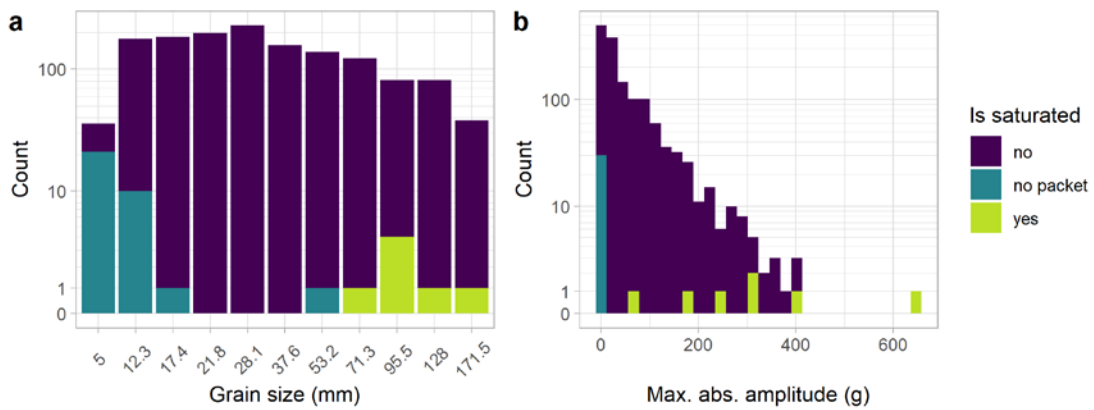 a
Count
100
10
1
0
5
12.3
17.4
21.8
28.1
37.6
53.2
71.3
95.5
128
171.5
Grain size (mm)
b
Count
100
10
1
0
0
200
400
600
Max. abs. amplitude (g)
Is saturated
no
no packet
yes